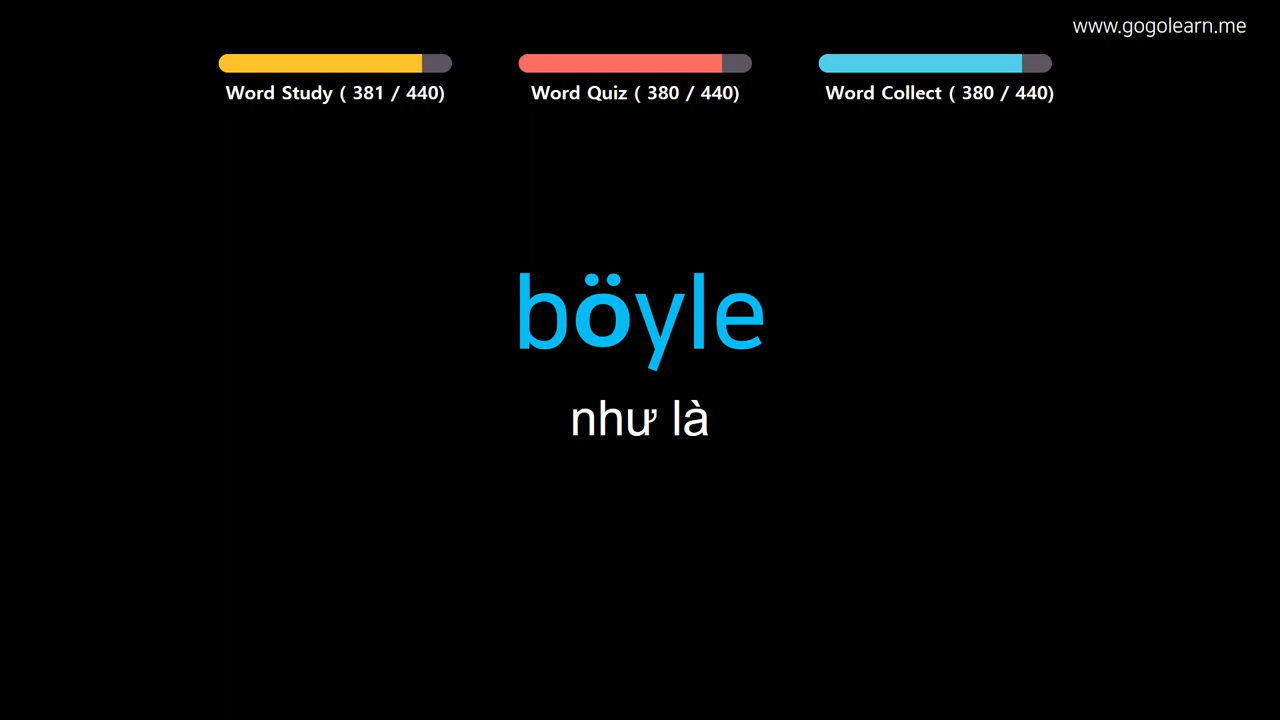 www.gogolearn.me
Word Study ( 381 / 440)
Word Quiz ( 380 / 440)
Word Collect ( 380 / 440)
böyle
như là